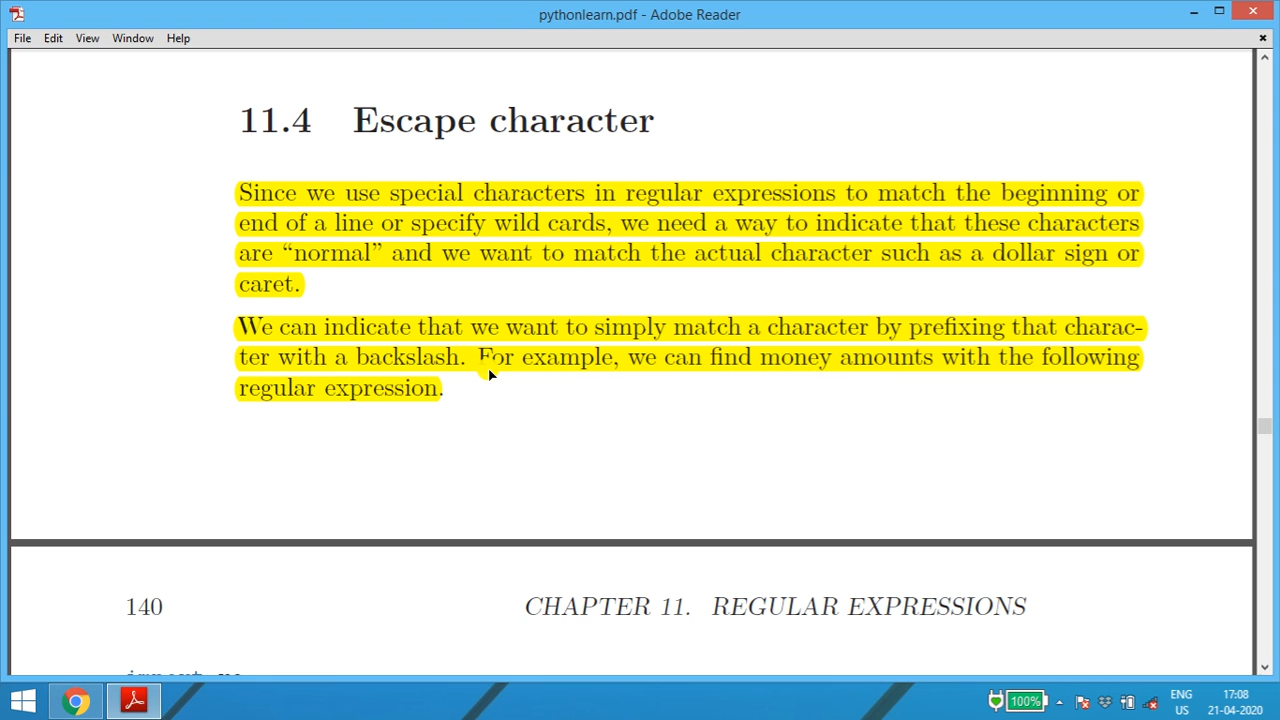 pythonlearn.pdf - Adobe Reader
File Edit View Window Help
11.4 Escape character
Since we use special characters in regular expressions to match the beginning or
end of a line or specify wild cards, we need a way to indicate that these characters
are “normal” and we want to match the actual character such as a dollar sign or
caret.
We can indicate that we want to simply match a character by prefixing that charac-
ter with a backslash. For example, we can find money amounts with the following
regular expression.
140 CHAPTER 11. REGULAR EXPRESSIONS
100% ENG 17:08
US 21-04-2020